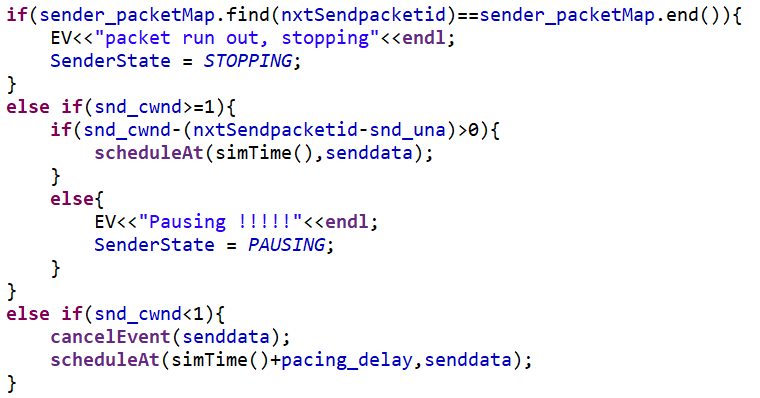 if(sender_packetMap.find(nxtSendpacketid)==sender_packetMap.end()){
    EV<<"packet run out, stopping"<<endl;
    SenderState = STOPPING;
}
else if(snd_cwnd>=1){
    if(snd_cwnd-(nxtSendpacketid-snd_una)>0){
        scheduleAt(simTime(),senddata);
    }
    else{
        EV<<"Pausing !!!!!"<<endl;
        SenderState = PAUSING;
    }
}
else if(snd_cwnd<1){
    cancelEvent(senddata);
    scheduleAt(simTime()+pacing_delay,senddata);
}